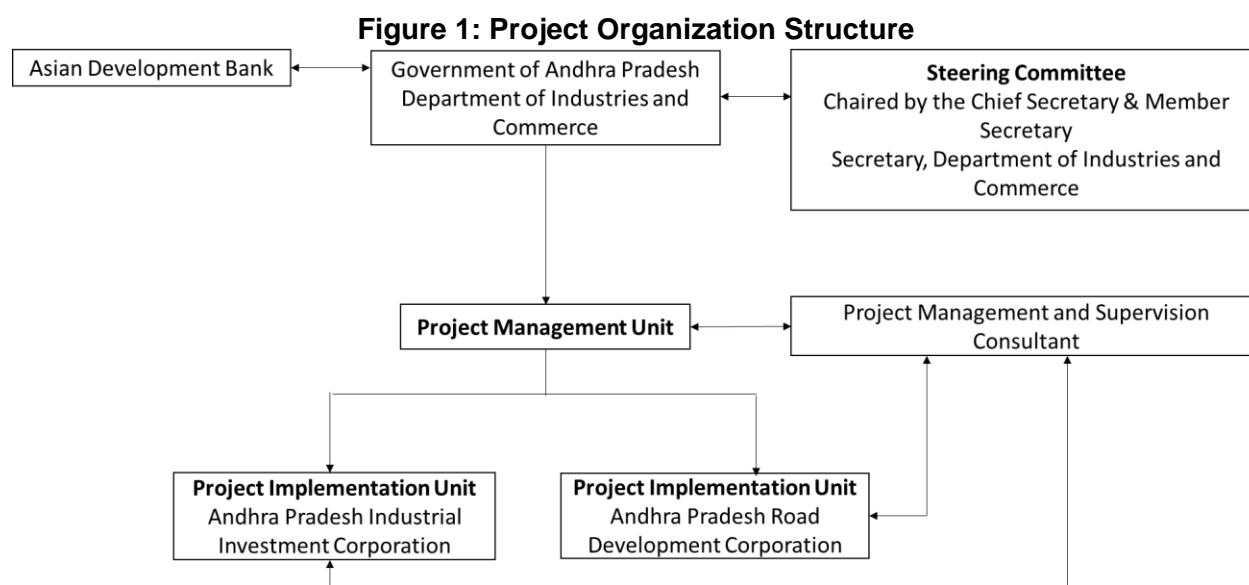 Figure 1: Project Organization Structure
Asian Development Bank
Government of Andhra Pradesh
Department of Industries and
Commerce
Steering Committee
Chaired by the Chief Secretary & Member
Secretary
Secretary, Department of Industries and
Commerce
Project Management Unit
Project Management and Supervision
Consultant
Project Implementation Unit
Andhra Pradesh Industrial
Investment Corporation
Project Implementation Unit
Andhra Pradesh Road
Development Corporation